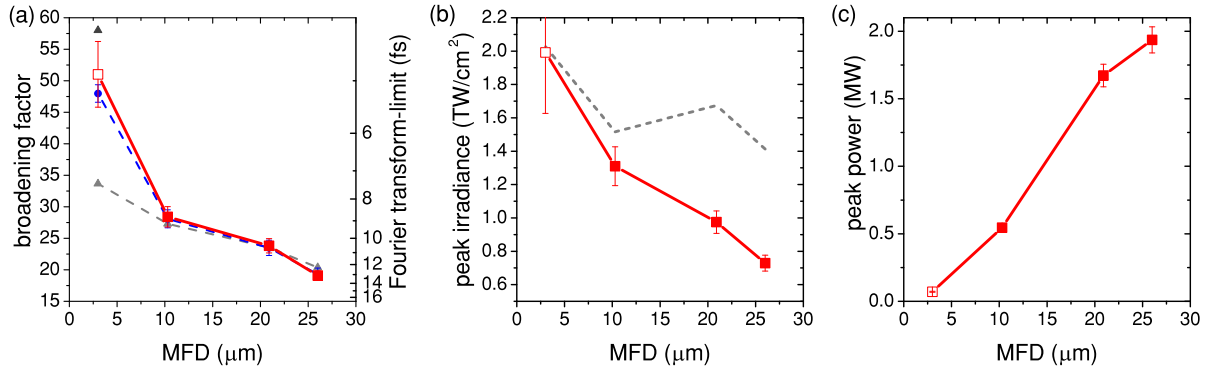 (a)
60
55
50
45
40
35
30
25
20
15
broadening factor
0 5 10 15 20 25 30
MFD (μm)
6
8
10
12
14
16
Fourier transform-limit (fs)
(b)
2.2
2.0
1.8
1.6
1.4
1.2
1.0
0.8
0.6
peak irradiance (TW/cm²)
0 5 10 15 20 25 30
MFD (μm)
(c)
2.0
1.5
1.0
0.5
0.0
peak power (MW)
0 5 10 15 20 25 30
MFD (μm)